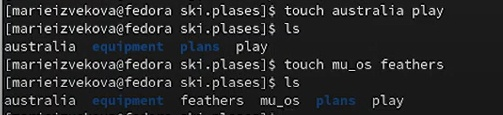 [marieizvekova@fedora ski.plases]$ touch australia play
[marieizvekova@fedora ski.plases]$ ls
australia equipment plans play
[marieizvekova@fedora ski.plases]$ touch mu_os feathers
[marieizvekova@fedora ski.plases]$ ls
australia equipment feathers mu_os plans play